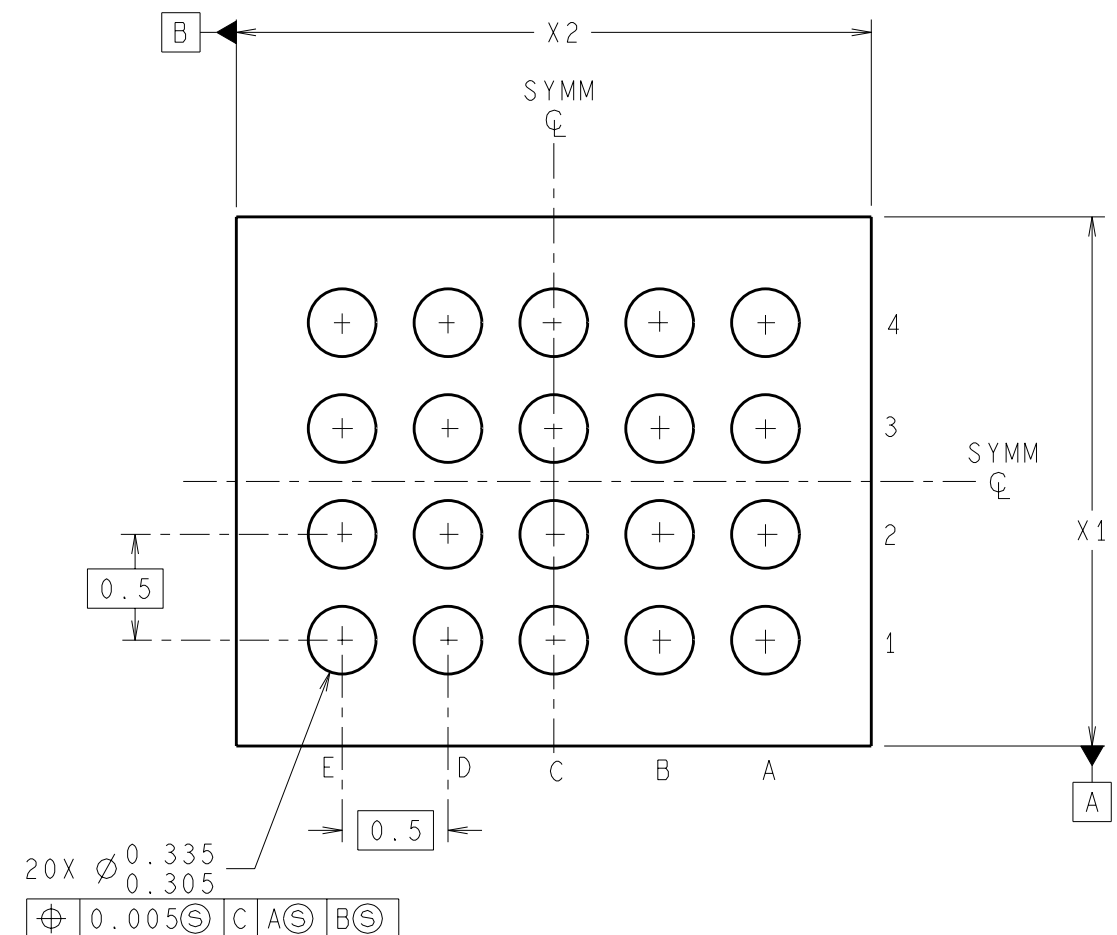 B
X2
SYMM
℄
4
3
SYMM
℄
2
X1
0.5
1
E D C B A
A
0.5
20X ⌀ 0.335
0.305
⌖ 0.005Ⓢ C AⓈ BⓈ